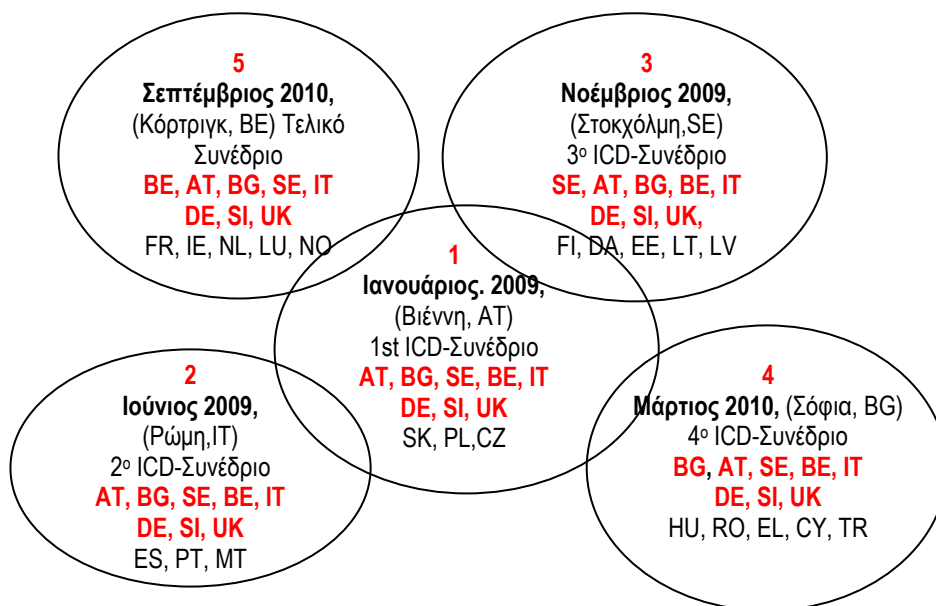 5
Σεπτέμβριος 2010,
(Κόρτριγκ, BE) Τελικό
Συνέδριο
BE, AT, BG, SE, IT
DE, SI, UK
FR, IE, NL, LU, NO
3
Νοέμβριος 2009,
(Στοκχόλμη,SE)
3ο ICD-Συνέδριο
SE, AT, BG, BE, IT
DE, SI, UK,
FI, DA, EE, LT, LV
1
Ιανουάριος. 2009,
(Βιέννη, AT)
1st ICD-Συνέδριο
AT, BG, SE, BE, IT
DE, SI, UK
SK, PL,CZ
2
Ιούνιος 2009,
(Ρώμη,IT)
2ο ICD-Συνέδριο
AT, BG, SE, BE, IT
DE, SI, UK
ES, PT, MT
4
Μάρτιος 2010, (Σόφια, BG)
4ο ICD-Συνέδριο
BG, AT, SE, BE, IT
DE, SI, UK
HU, RO, EL, CY, TR